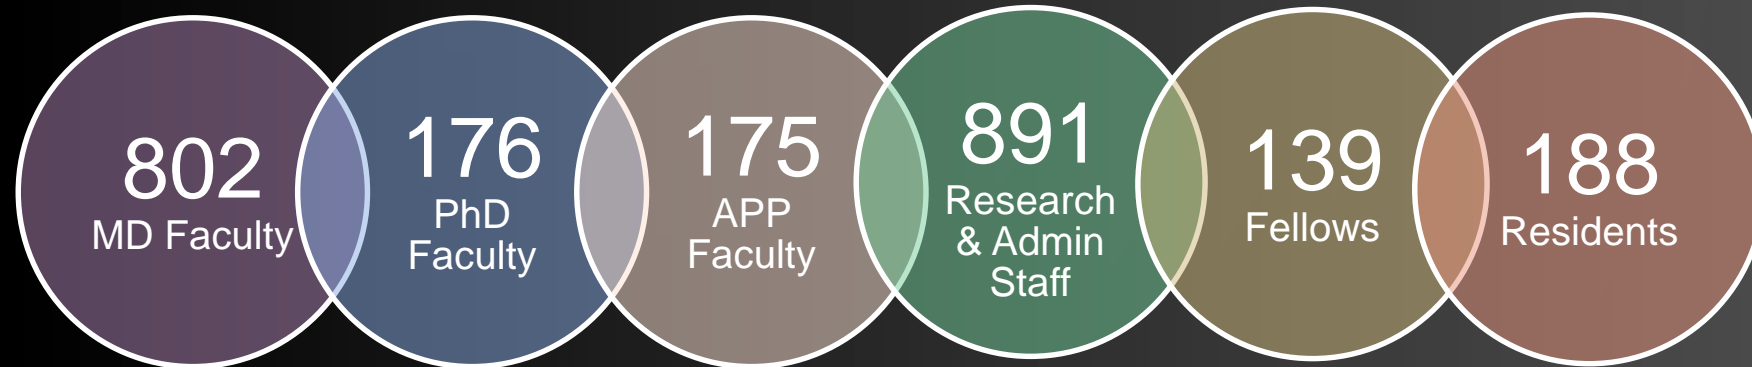 802
MD Faculty
176
PhD
Faculty
175
APP
Faculty
891
Research
& Admin
Staff
139
Fellows
188
Residents